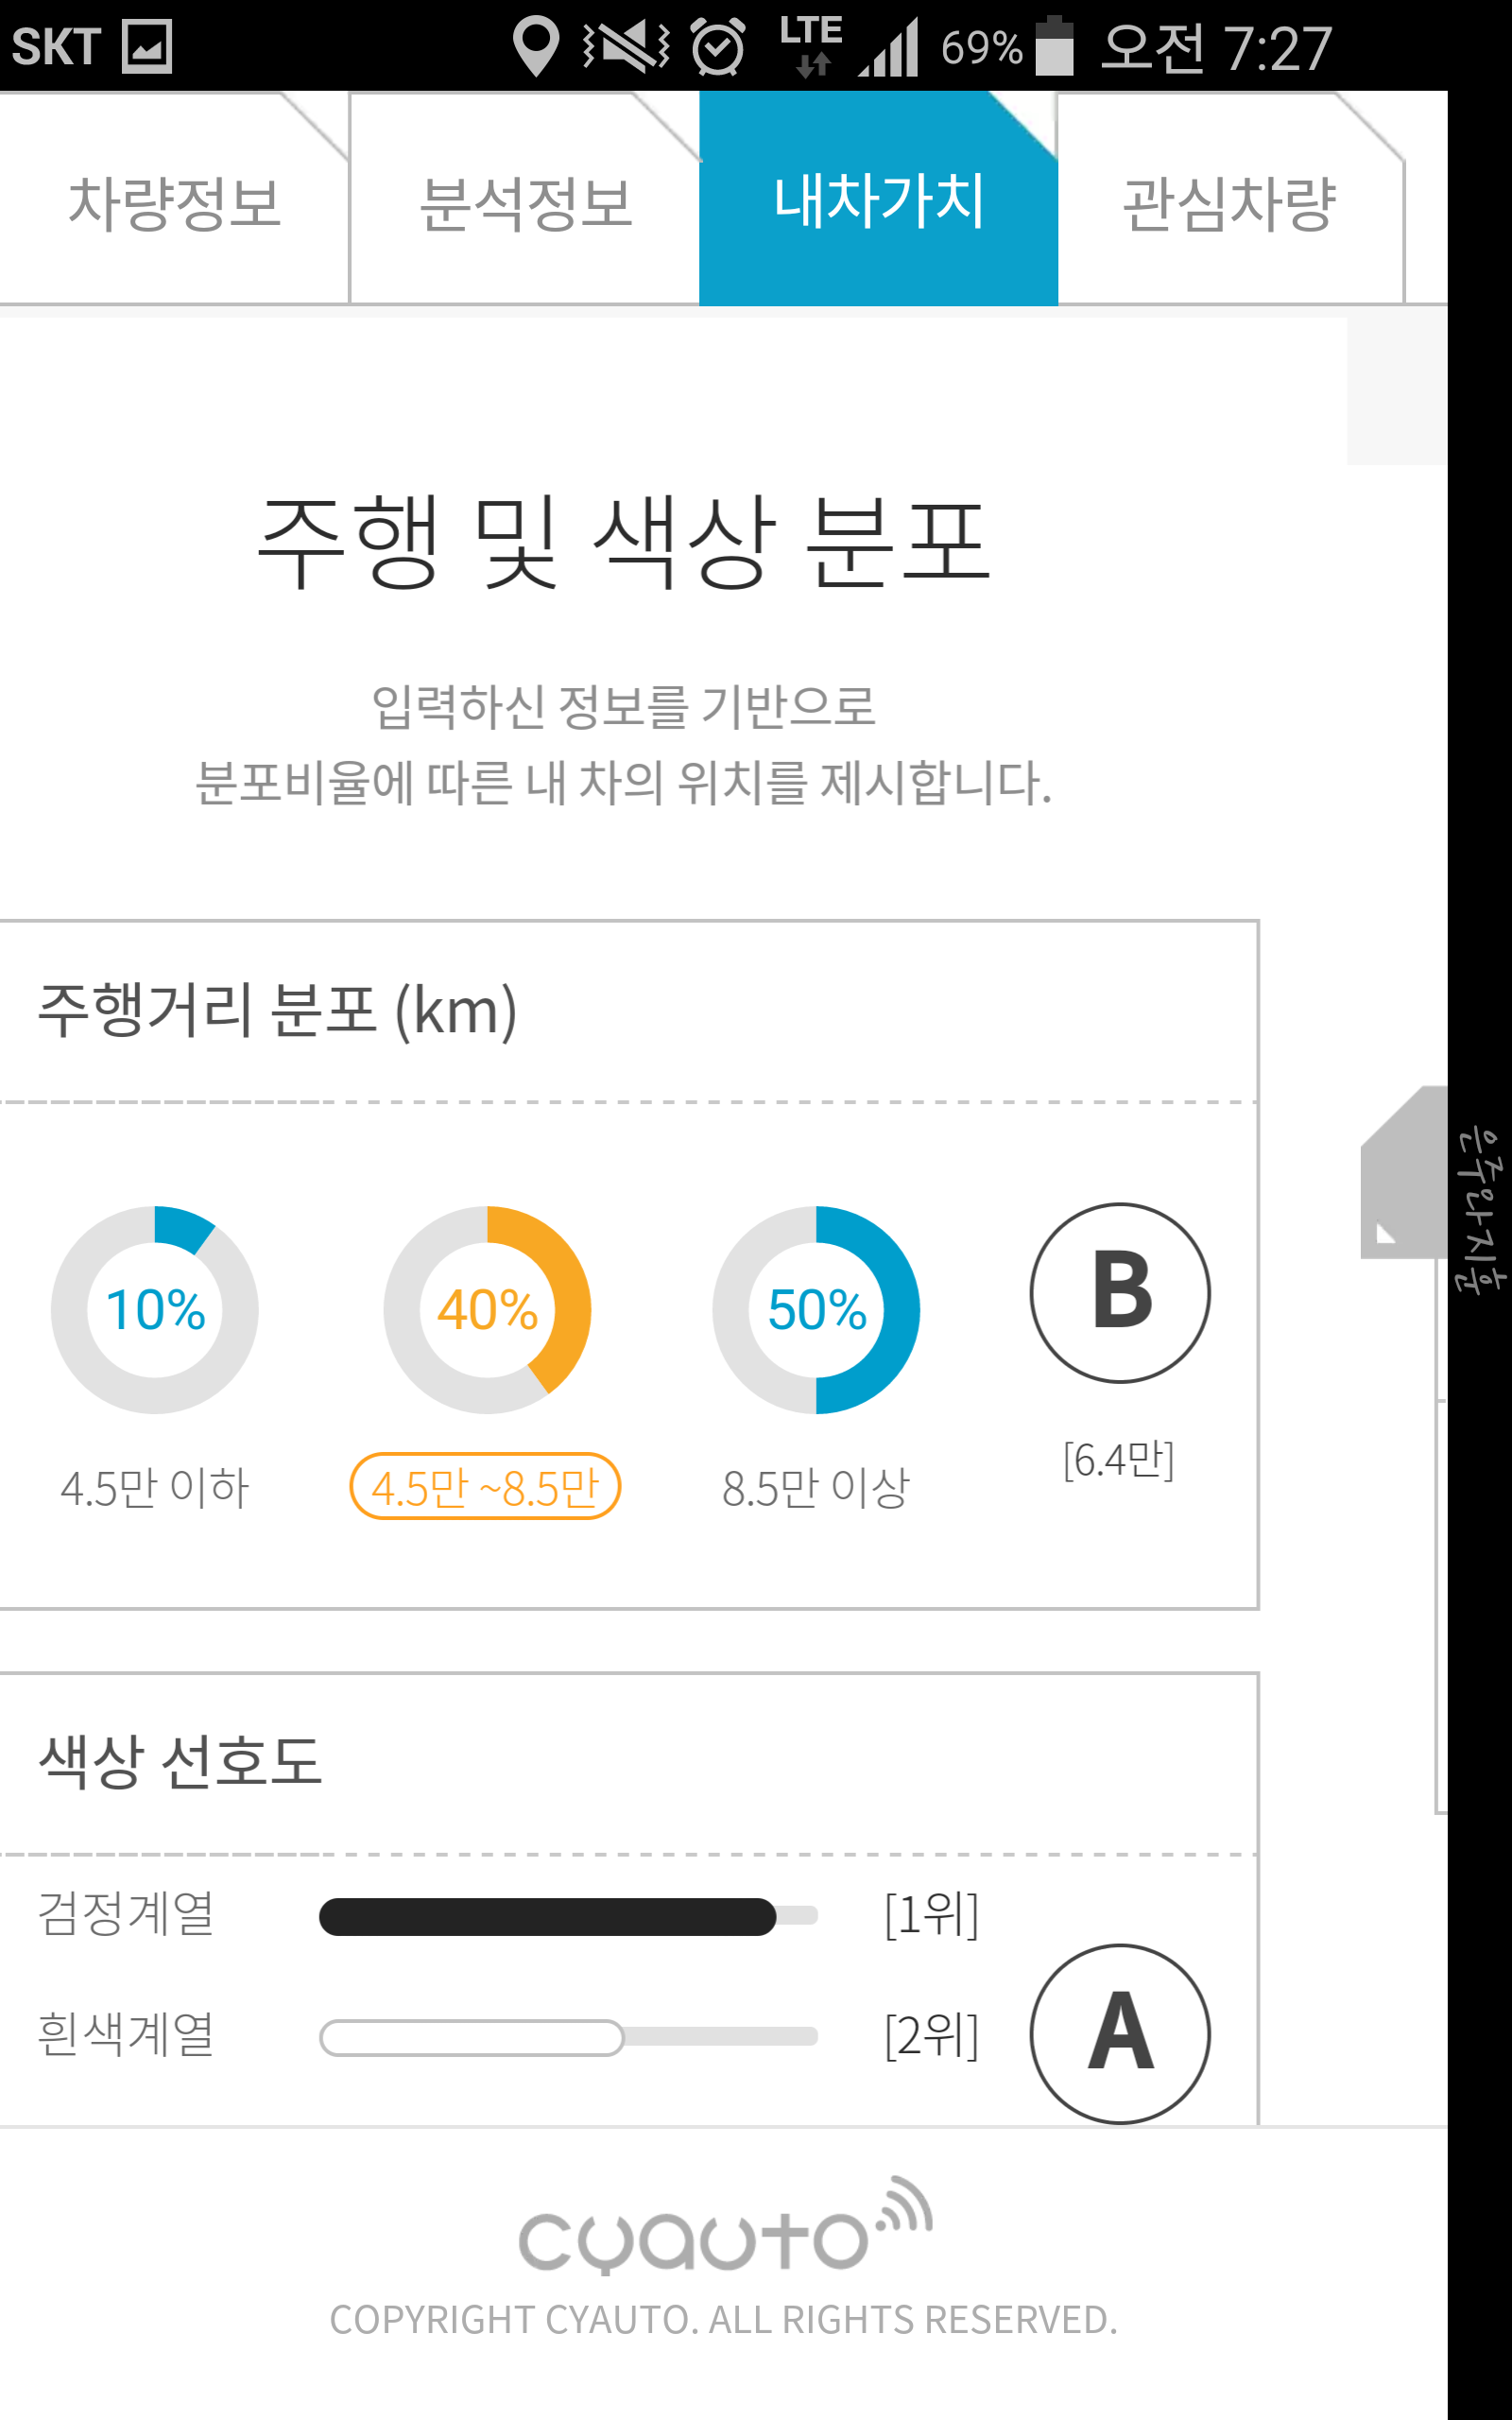 SKT LTE 69% 오전 7:27
차량정보 분석정보 내차가치 관심차량
주행 및 색상 분포
입력하신 정보를 기반으로
분포비율에 따른 내 차의 위치를 제시합니다.
주행거리 분포 (km)
10% 40% 50% B
4.5만 이하 4.5만 ~8.5만 8.5만 이상 [6.4만]
은주와지훈
색상 선호도
검정계열 [1위]
흰색계열 [2위]
A
cyauto
COPYRIGHT CYAUTO. ALL RIGHTS RESERVED.